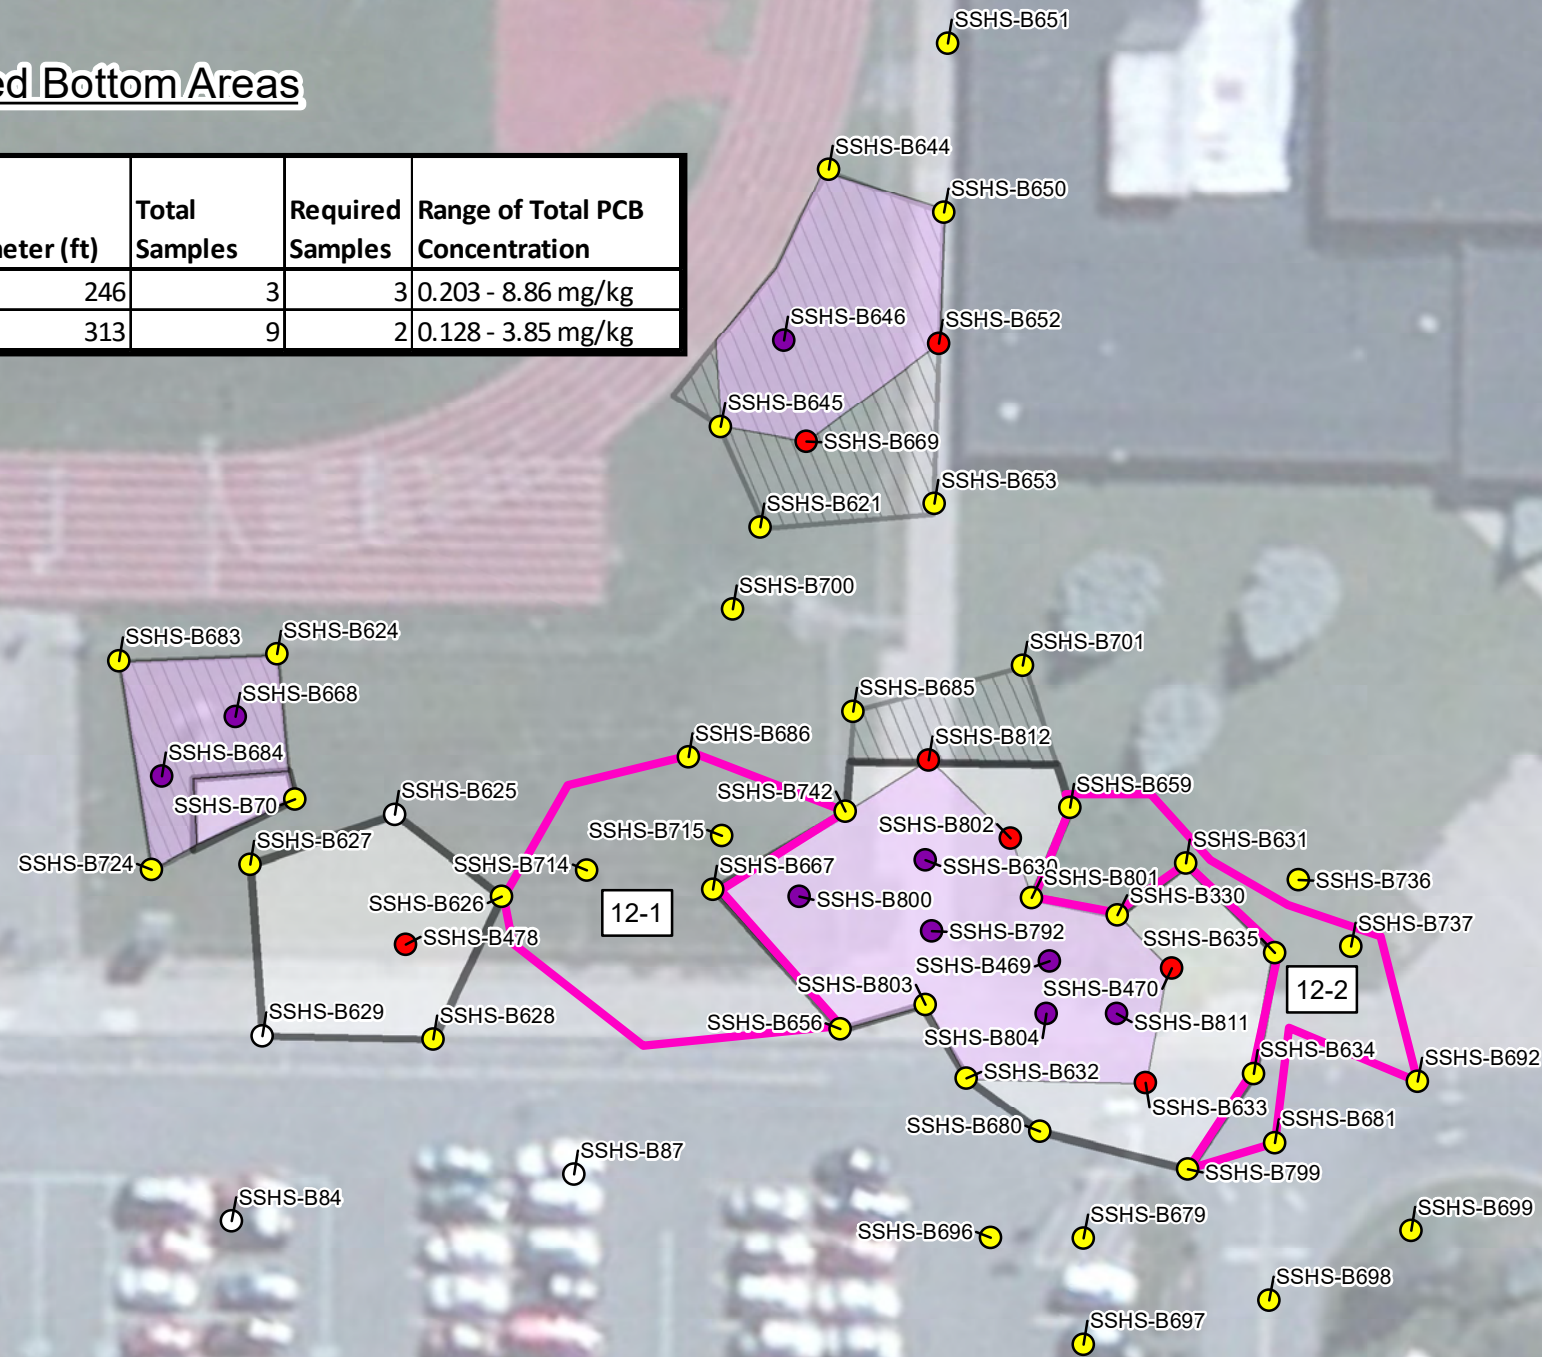 SSHS-B651
ed Bottom Areas
SSHS-B644
SSHS-B650
Total Samples Required Samples Range of Total PCB Concentration
eter (ft)
246 3 3 0.203 - 8.86 mg/kg
313 9 2 0.128 - 3.85 mg/kg
SSHS-B646
SSHS-B652
SSHS-B645
SSHS-B669
SSHS-B653
SSHS-B621
SSHS-B700
SSHS-B683
SSHS-B624
SSHS-B701
SSHS-B668
SSHS-B685
SSHS-B686
SSHS-B812
SSHS-B684
SSHS-B70
SSHS-B625
SSHS-B742
SSHS-B659
SSHS-B715
SSHS-B802
SSHS-B627
SSHS-B631
SSHS-B724
SSHS-B714
SSHS-B667
SSHS-B630
SSHS-B801
SSHS-B736
SSHS-B626
12-1
SSHS-B800
SSHS-B330
SSHS-B478
SSHS-B792
SSHS-B635
SSHS-B737
SSHS-B469
SSHS-B803
SSHS-B470
12-2
SSHS-B629
SSHS-B628
SSHS-B656
SSHS-B804
SSHS-B811
SSHS-B634
SSHS-B692
SSHS-B632
SSHS-B633
SSHS-B680
SSHS-B681
SSHS-B87
SSHS-B799
SSHS-B84
SSHS-B696
SSHS-B679
SSHS-B699
SSHS-B698
SSHS-B697